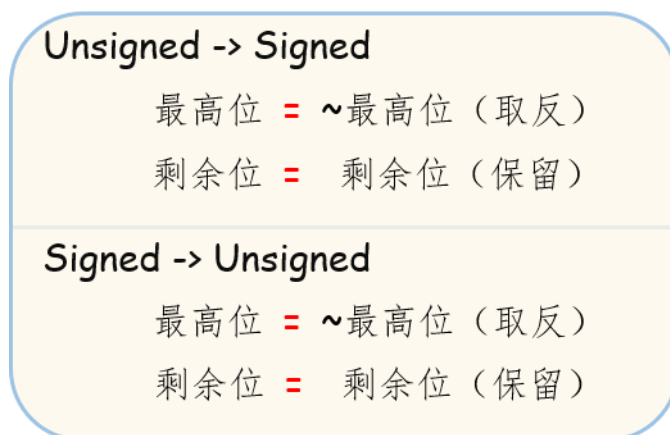 Unsigned -> Signed
最高位 = ~最高位（取反）
剩余位 = 剩余位（保留）
Signed -> Unsigned
最高位 = ~最高位（取反）
剩余位 = 剩余位（保留）